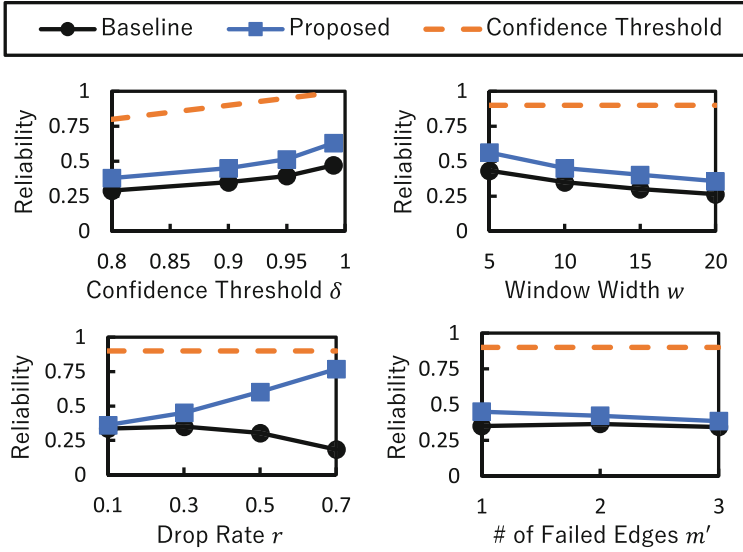 Baseline Proposed Confidence Threshold
Reliability
1
0.75
0.5
0.25
0
0.8 0.85 0.9 0.95 1
Confidence Threshold δ
Reliability
1
0.75
0.5
0.25
0
5 10 15 20
Window Width w
Reliability
1
0.75
0.5
0.25
0
0.1 0.3 0.5 0.7
Drop Rate r
Reliability
1
0.75
0.5
0.25
0
1 2 3
# of Failed Edges m′